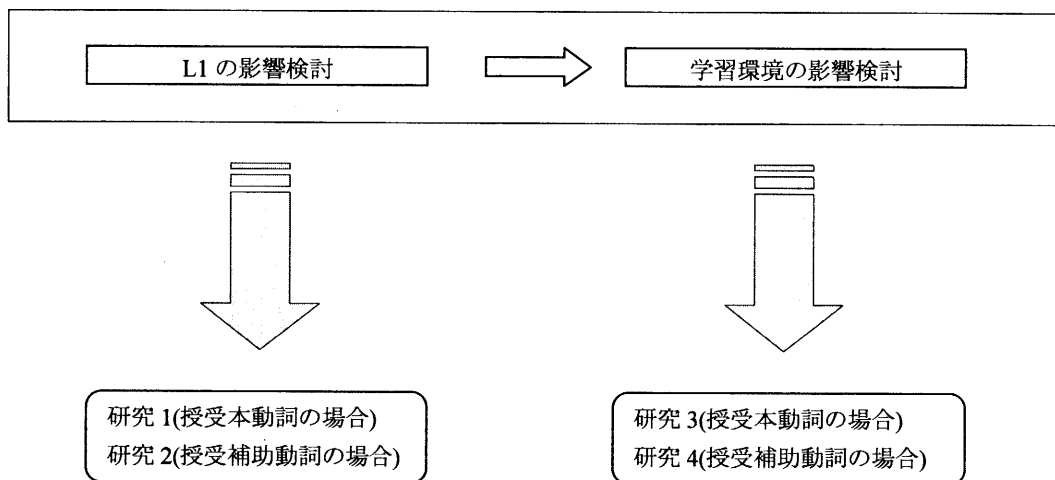 L1 の影響検討
学習環境の影響検討
研究 1(授受本動詞の場合)
研究 2(授受補助動詞の場合)
研究 3(授受本動詞の場合)
研究 4(授受補助動詞の場合)